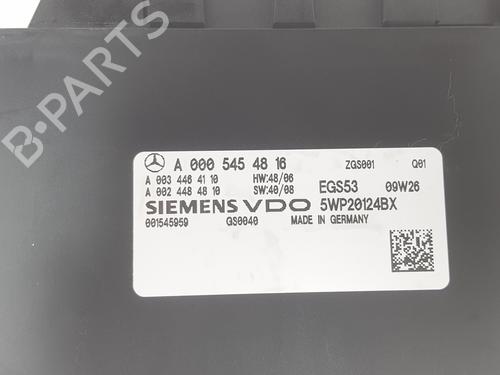 A 000 545 48 16 ZGS001 Q01
A 003 446 41 10 HW:48/06
A 002 448 48 10 SW:40/08 EGS53 09W26
SIEMENS VDO 5WP20124BX
001545959 GS0040 MADE IN GERMANY
B-PARTS